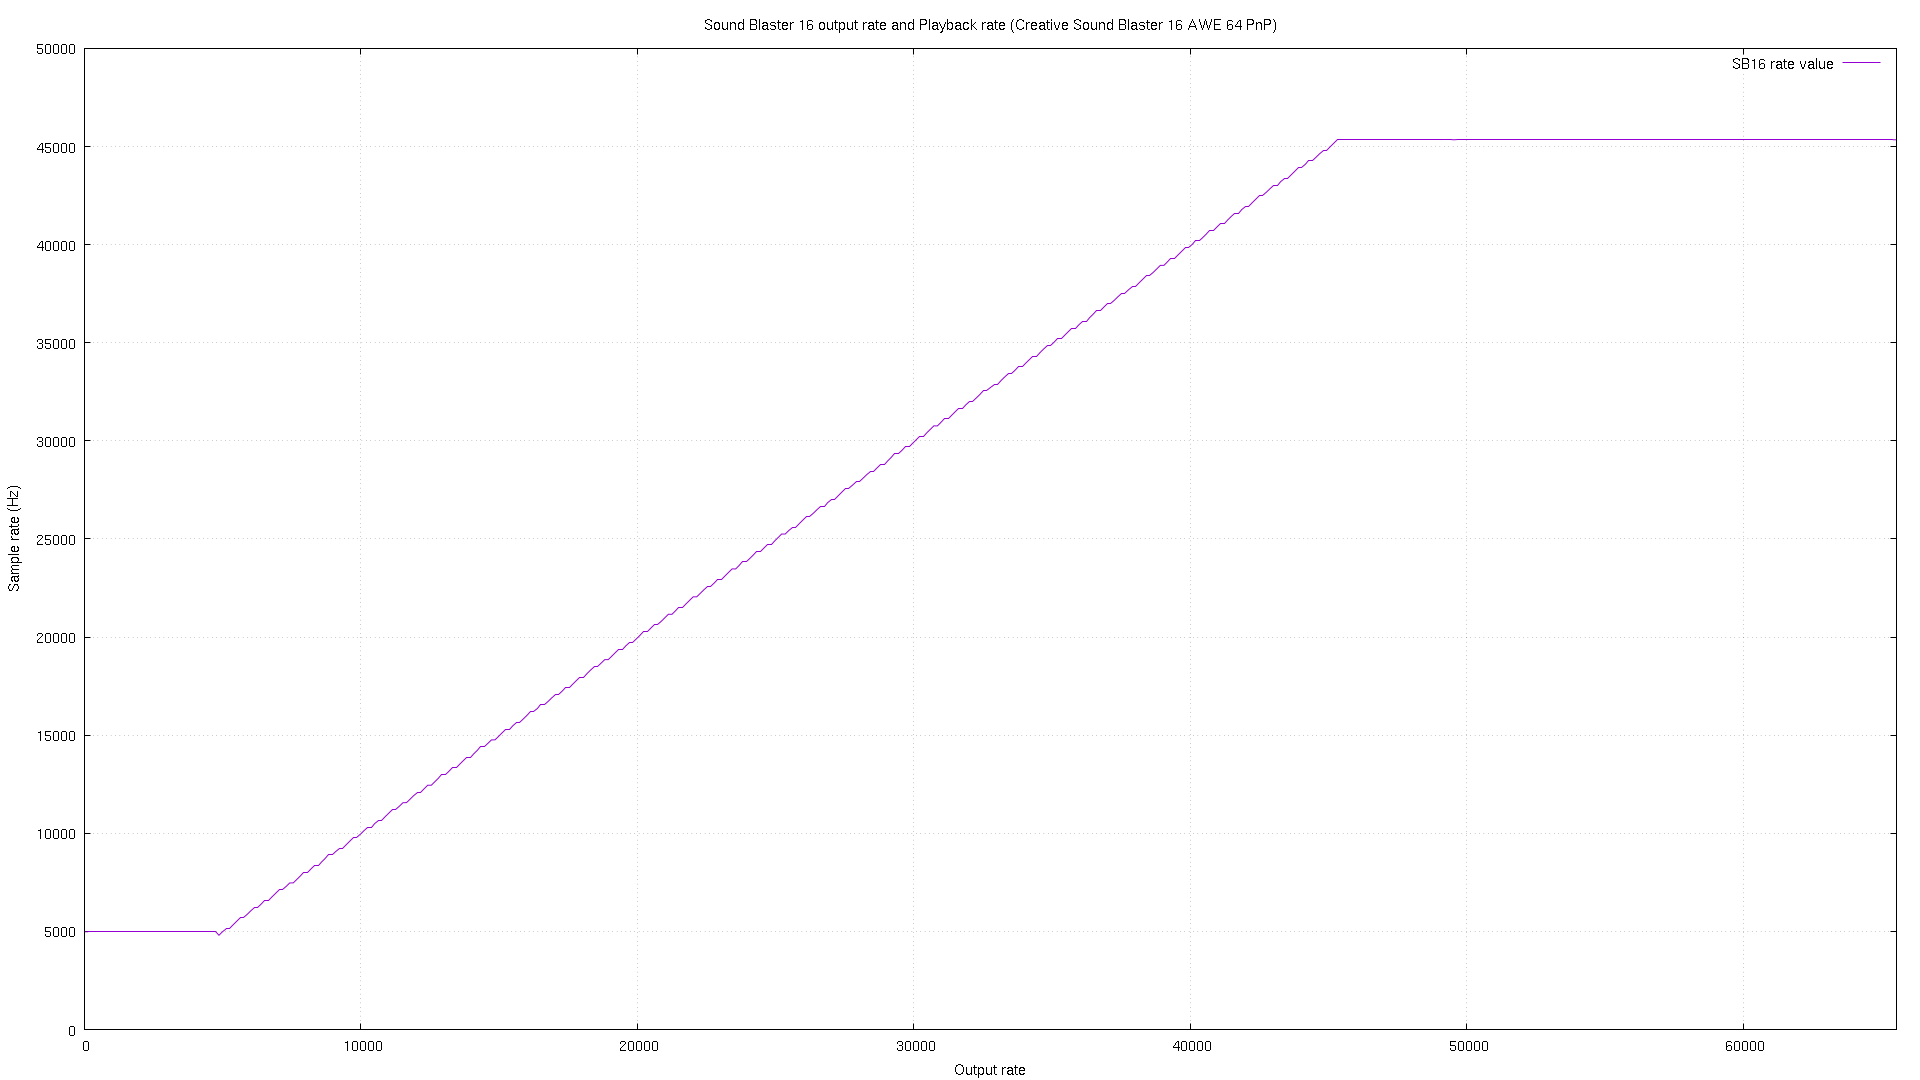 Sound Blaster 16 output rate and Playback rate (Creative Sound Blaster 16 AWE 64 PnP)
SB16 rate value
50000
45000
40000
35000
30000
25000
20000
15000
10000
5000
0
Sample rate (Hz)
0 10000 20000 30000 40000 50000 60000
Output rate